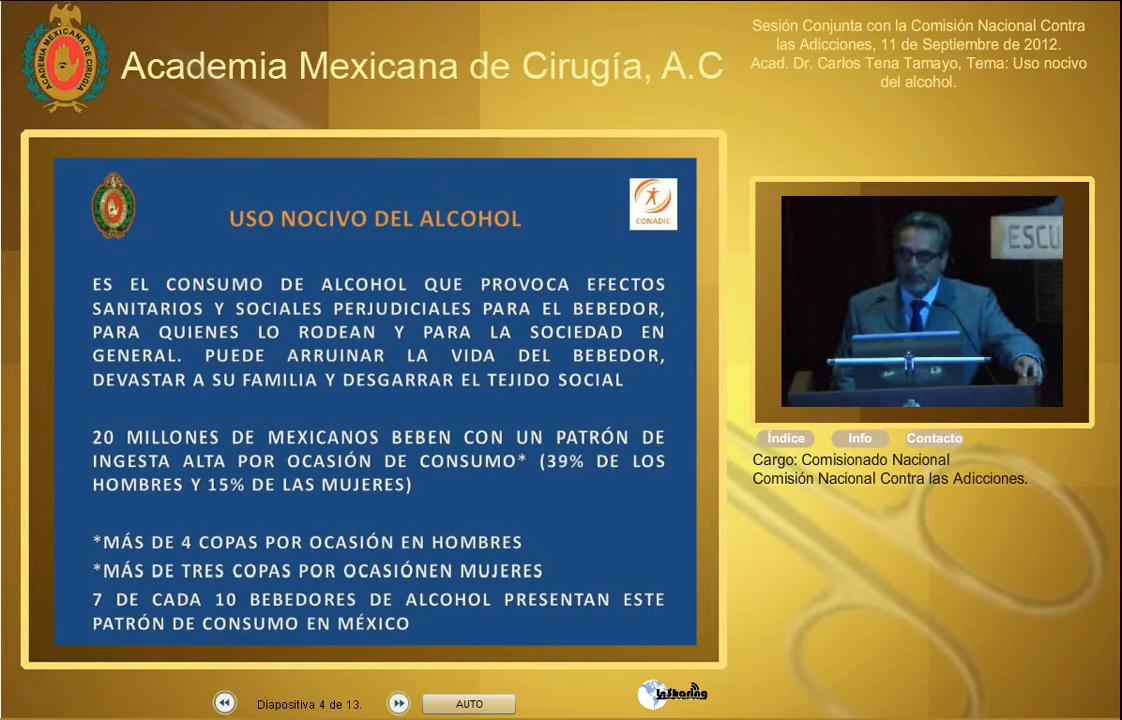 Academia Mexicana de Cirugía, A.C
Sesión Conjunta con la Comisión Nacional Contra
las Adicciones, 11 de Septiembre de 2012.
Acad. Dr. Carlos Tena Tamayo, Tema: Uso nocivo
del alcohol.
ACADEMIA MEXICANA DE CIRUGIA
USO NOCIVO DEL ALCOHOL
CONADIC
ES EL CONSUMO DE ALCOHOL QUE PROVOCA EFECTOS
SANITARIOS Y SOCIALES PERJUDICIALES PARA EL BEBEDOR,
PARA QUIENES LO RODEAN Y PARA LA SOCIEDAD EN
GENERAL. PUEDE ARRUINAR LA VIDA DEL BEBEDOR,
DEVASTAR A SU FAMILIA Y DESGARRAR EL TEJIDO SOCIAL
20 MILLONES DE MEXICANOS BEBEN CON UN PATRÓN DE
INGESTA ALTA POR OCASIÓN DE CONSUMO* (39% DE LOS
HOMBRES Y 15% DE LAS MUJERES)
*MÁS DE 4 COPAS POR OCASIÓN EN HOMBRES
*MÁS DE TRES COPAS POR OCASIÓNEN MUJERES
7 DE CADA 10 BEBEDORES DE ALCOHOL PRESENTAN ESTE
PATRÓN DE CONSUMO EN MÉXICO
ESCU
Índice Info Contacto
Cargo: Comisionado Nacional
Comisión Nacional Contra las Adicciones.
Diapositiva 4 de 13.
AUTO
InSharing